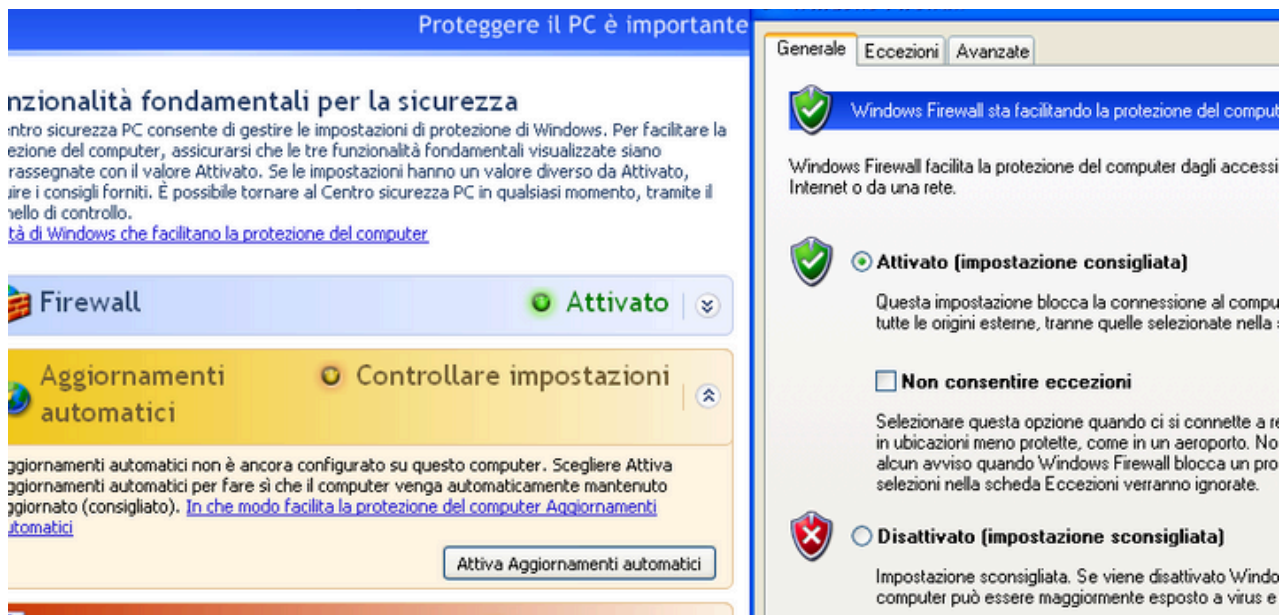 Proteggere il PC è importante
nzionalità fondamentali per la sicurezza
entro sicurezza PC consente di gestire le impostazioni di protezione di Windows. Per facilitare la
ezione del computer, assicurarsi che le tre funzionalità fondamentali visualizzate siano
rassegnate con il valore Attivato. Se le impostazioni hanno un valore diverso da Attivato,
uire i consigli forniti. È possibile tornare al Centro sicurezza PC in qualsiasi momento, tramite il
nello di controllo.
tà di Windows che facilitano la protezione del computer
Firewall
Attivato
Aggiornamenti
automatici
Controllare impostazioni
ggiornamenti automatici non è ancora configurato su questo computer. Scegliere Attiva
ggiornamenti automatici per fare sì che il computer venga automaticamente mantenuto
ggiornato (consigliato). In che modo facilita la protezione del computer Aggiornamenti
utomatici
Attiva Aggiornamenti automatici
Generale
Eccezioni
Avanzate
Windows Firewall sta facilitando la protezione del comput
Windows Firewall facilita la protezione del computer dagli accessi
Internet o da una rete.
Attivato (impostazione consigliata)
Questa impostazione blocca la connessione al compu
tutte le origini esterne, tranne quelle selezionate nella
Non consentire eccezioni
Selezionare questa opzione quando ci si connette a re
in ubicazioni meno protette, come in un aeroporto. No
alcun avviso quando Windows Firewall blocca un pro
selezioni nella scheda Eccezioni verranno ignorate.
Disattivato (impostazione sconsigliata)
Impostazione sconsigliata. Se viene disattivato Windo
computer può essere maggiormente esposto a virus e